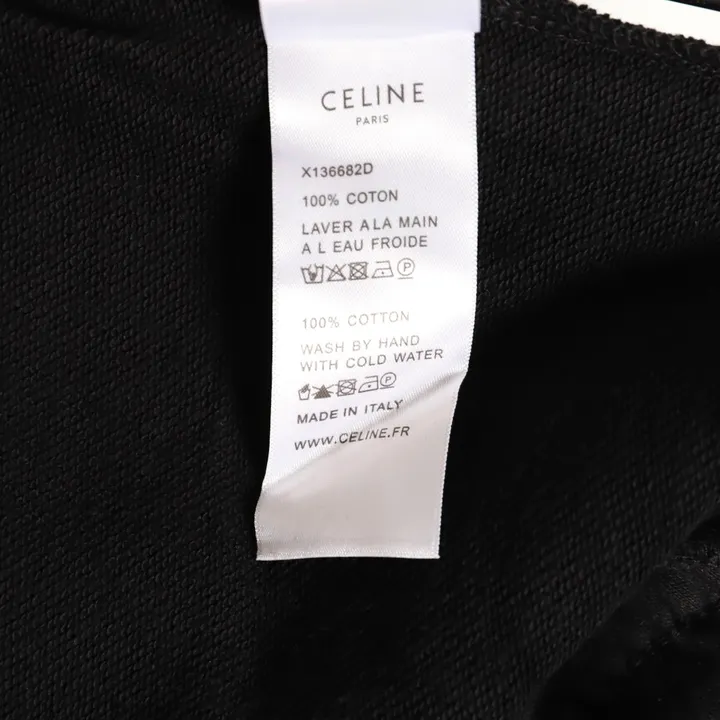 CELINE
PARIS
X136682D
100% COTON
LAVER A LA MAIN
A L EAU FROIDE
P
100% COTTON
WASH BY HAND
WITH COLD WATER
P
MADE IN ITALY
WWW.CELINE.FR